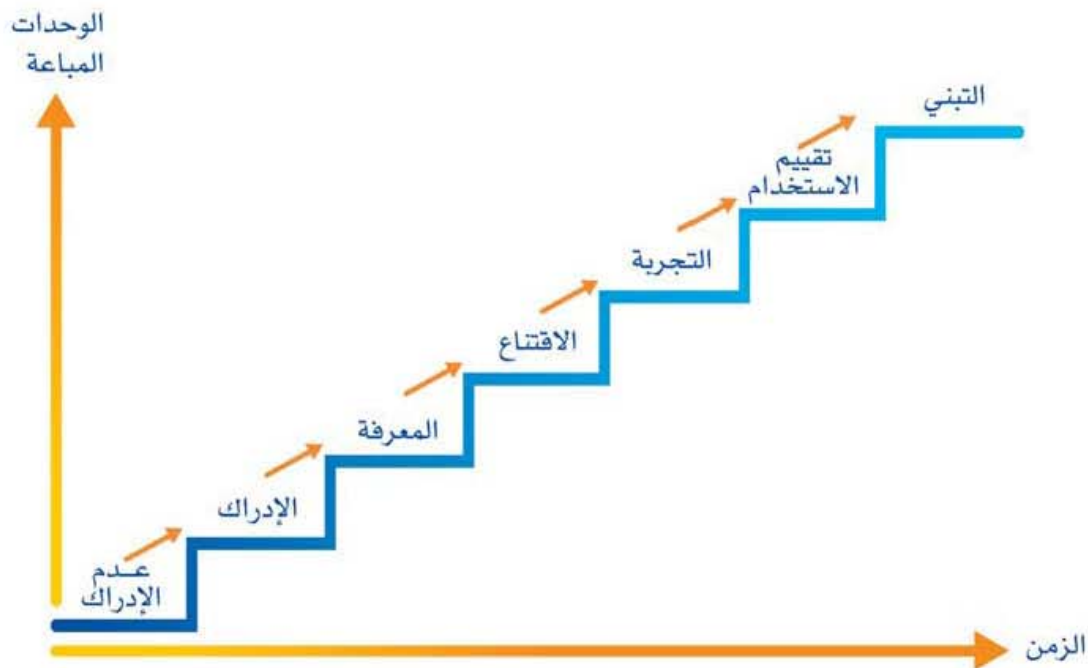 الوحدات
المباعة
التبني
تقييم
الاستخدام
التجربة
الاقتناع
المعرفة
الإدراك
عـدم
الإدراك
الزمن